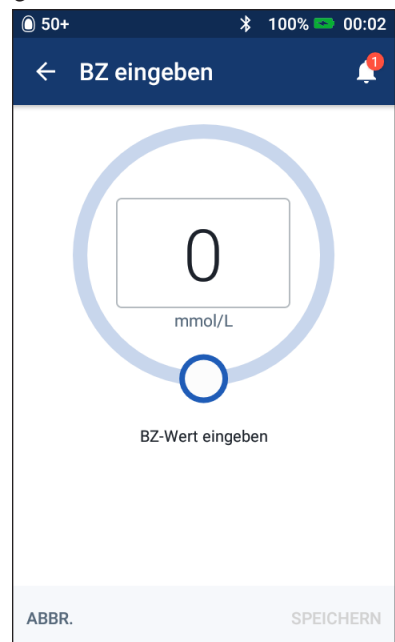 50+ 100% 00:02
BZ eingeben 1
0
mmol/L
BZ-Wert eingeben
ABBR. SPEICHERN